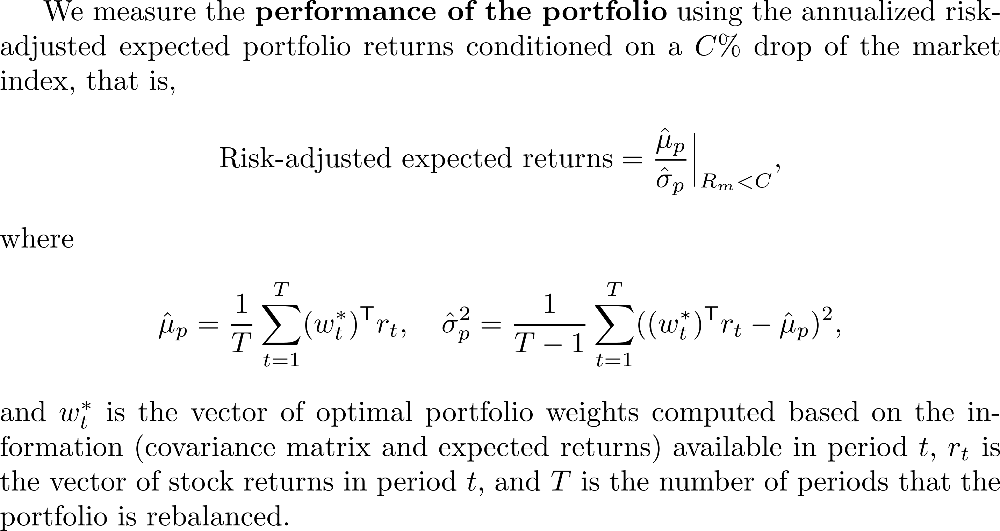 We measure the performance of the portfolio using the annualized risk-
adjusted expected portfolio returns conditioned on a C% drop of the market
index, that is,
Risk-adjusted expected returns = \frac{\hat{\mu}_p}{\hat{\sigma}_p}\Big|_{R_m<C},
where
\hat{\mu}_p = \frac{1}{T} \sum_{t=1}^{T} (w_t^*)^\mathsf{T} r_t, \quad \hat{\sigma}_p^2 = \frac{1}{T-1} \sum_{t=1}^{T} ((w_t^*)^\mathsf{T} r_t - \hat{\mu}_p)^2,
and w_t^* is the vector of optimal portfolio weights computed based on the in-
formation (covariance matrix and expected returns) available in period t, r_t is
the vector of stock returns in period t, and T is the number of periods that the
portfolio is rebalanced.